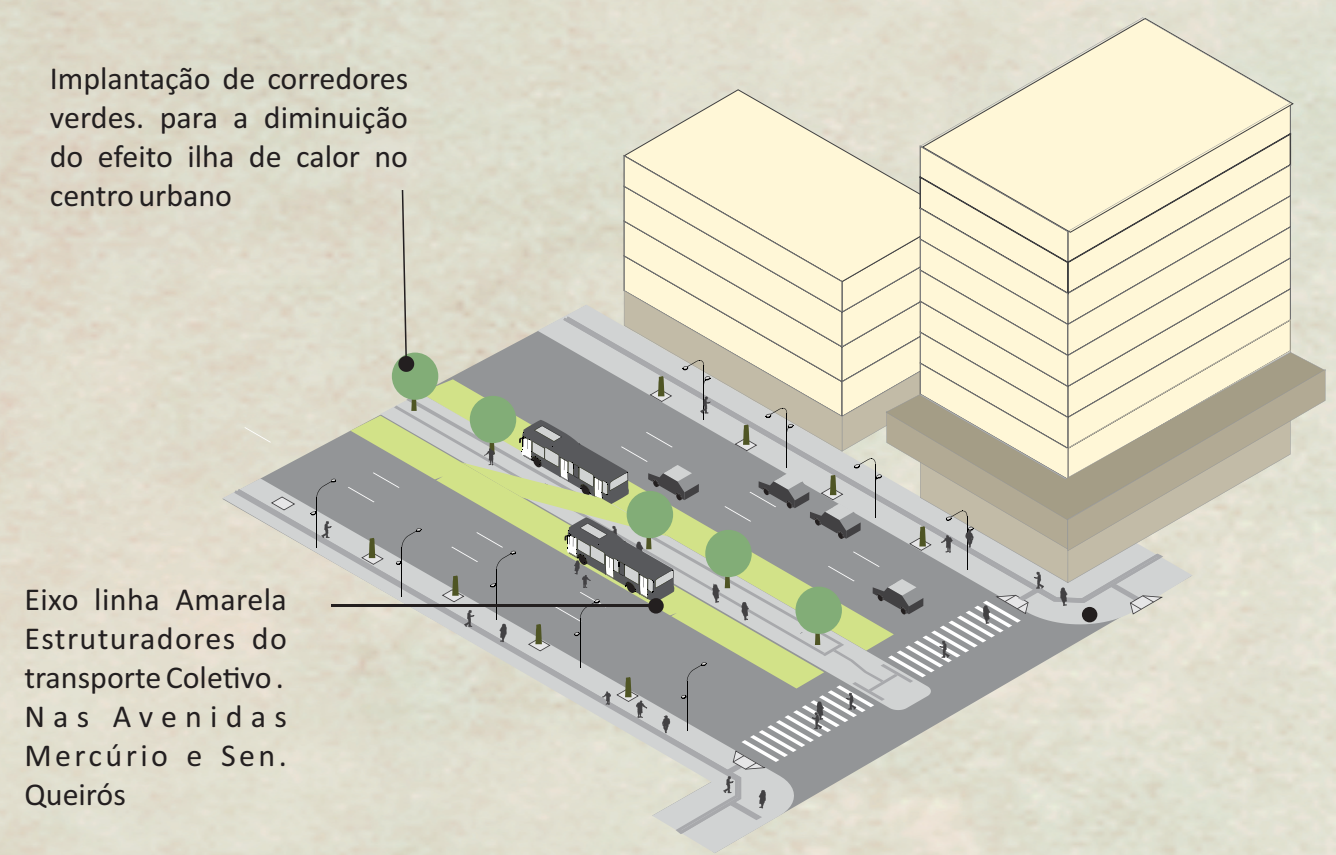 Implantação de corredores
verdes. para a diminuição
do efeito ilha de calor no
centro urbano
Eixo linha Amarela
Estruturadores do
transporte Coletivo .
Nas Avenidas
Mercúrio e Sen.
Queirós